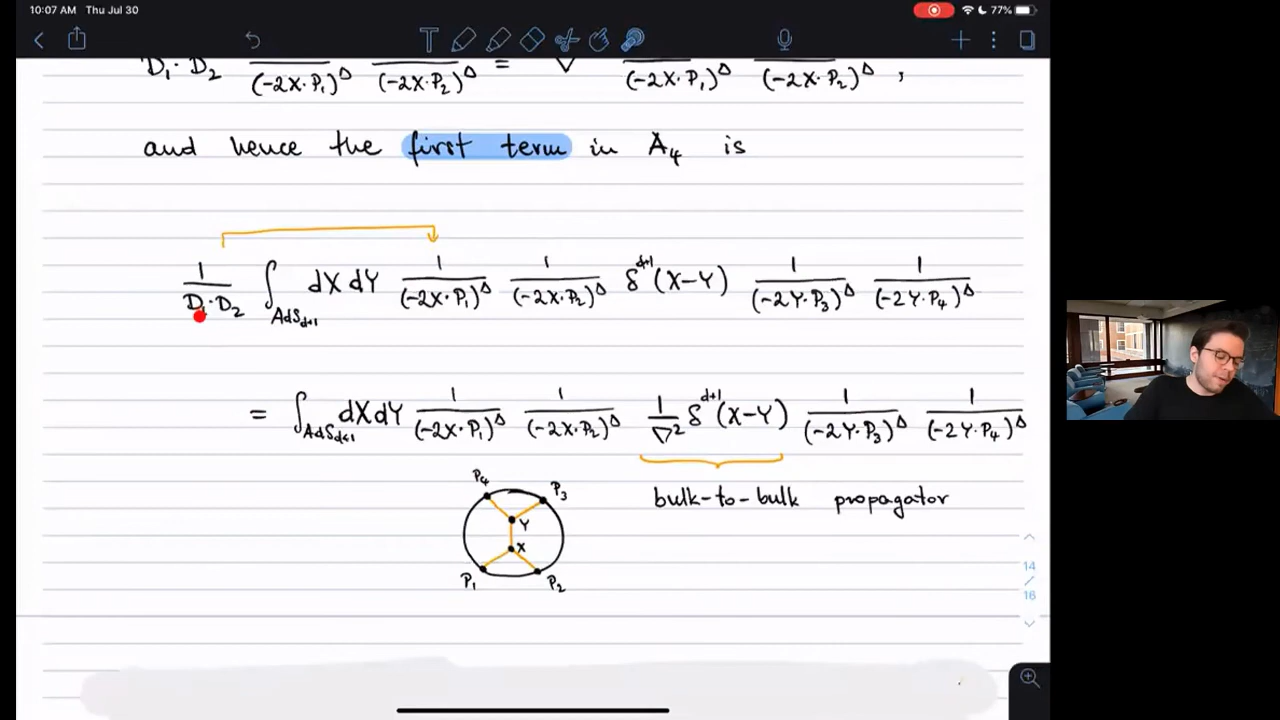 10:07 AM Thu Jul 30 77%
D₁·D₂ 1/(-2X·P₁)^Δ 1/(-2X·P₂)^Δ = ∇ 1/(-2X·P₁)^Δ 1/(-2X·P₂)^Δ ,
and hence the first term in A₄ is
1/(D₁·D₂) ∫_{AdS_{d+1}} dX dY 1/(-2X·P₁)^Δ 1/(-2X·P₂)^Δ δ^{d+1}(X-Y) 1/(-2Y·P₃)^Δ 1/(-2Y·P₄)^Δ
= ∫_{AdS_{d+1}} dX dY 1/(-2X·P₁)^Δ 1/(-2X·P₂)^Δ 1/∇² δ^{d+1}(X-Y) 1/(-2Y·P₃)^Δ 1/(-2Y·P₄)^Δ
bulk-to-bulk propagator
P₄ P₃
Y
X
P₁ P₂
14
/
16